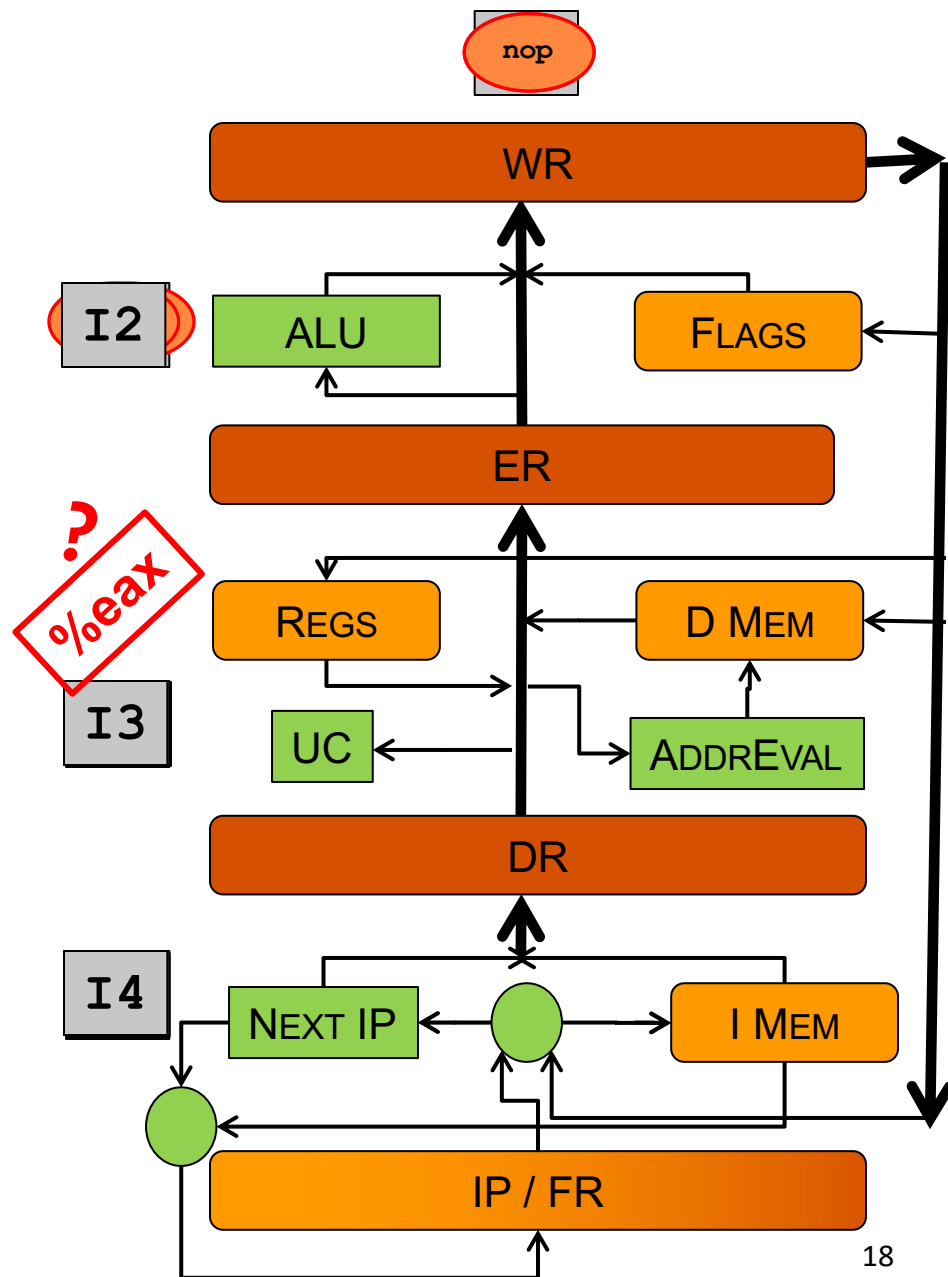 nop
WR
I2
ALU
FLAGS
ER
?
%eax
REGS
D MEM
I3
UC
ADDREVAL
DR
I4
NEXT IP
I MEM
IP / FR
18